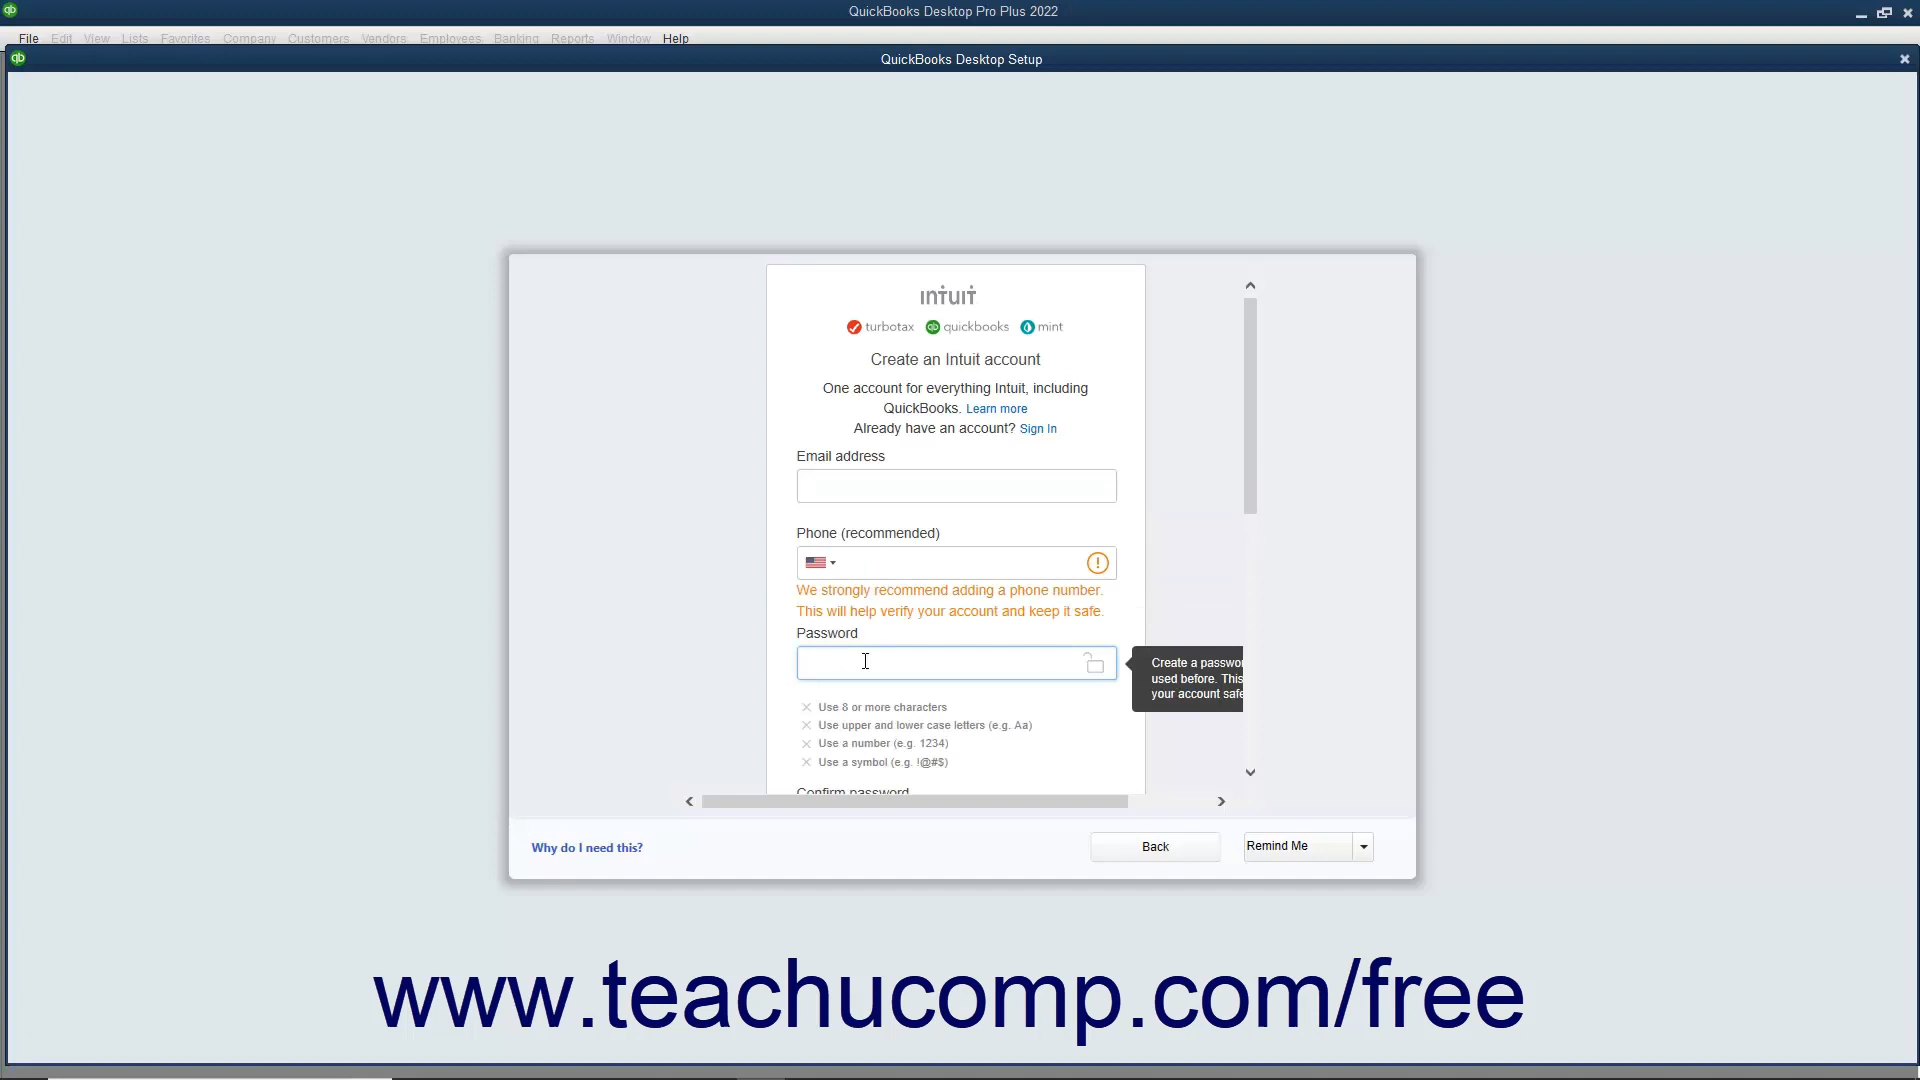 QuickBooks Desktop Pro Plus 2022
File Edit View Lists Favorites Company Customers Vendors Employees Banking Reports Window Help
QuickBooks Desktop Setup
intuit
turbotax quickbooks mint
Create an Intuit account
One account for everything Intuit, including
QuickBooks. Learn more
Already have an account? Sign In
Email address
Phone (recommended)
We strongly recommend adding a phone number.
This will help verify your account and keep it safe.
Password
Create a passwo
used before. This
your account safe
Use 8 or more characters
Use upper and lower case letters (e.g. Aa)
Use a number (e.g. 1234)
Use a symbol (e.g. !@#$)
Confirm password
Why do I need this?
Back
Remind Me
www.teachucomp.com/free